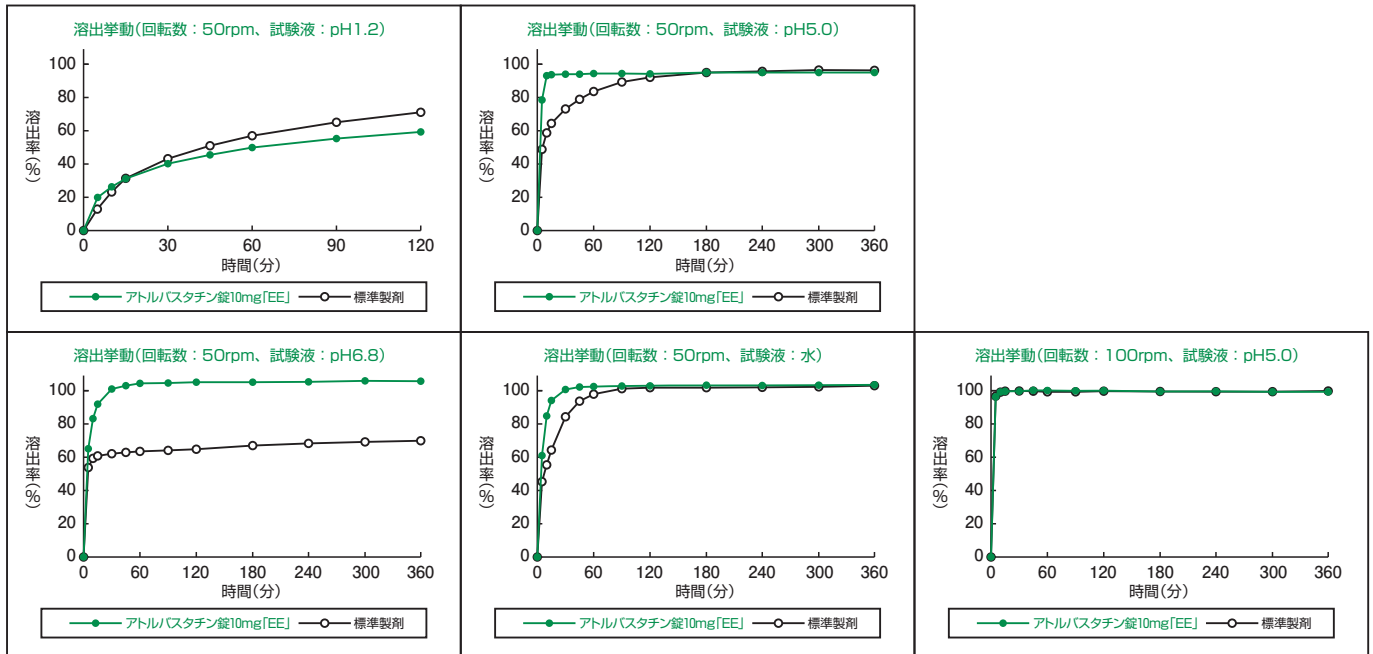 溶出挙動(回転数：50rpm、試験液：pH1.2)
溶出率(%)
100
80
60
40
20
0
0 30 60 90 120
時間(分)
アトルバスタチン錠10mg「EE」 標準製剤
溶出挙動(回転数：50rpm、試験液：pH5.0)
溶出率(%)
100
80
60
40
20
0
0 60 120 180 240 300 360
時間(分)
アトルバスタチン錠10mg「EE」 標準製剤
溶出挙動(回転数：50rpm、試験液：pH6.8)
溶出率(%)
100
80
60
40
20
0
0 60 120 180 240 300 360
時間(分)
アトルバスタチン錠10mg「EE」 標準製剤
溶出挙動(回転数：50rpm、試験液：水)
溶出率(%)
100
80
60
40
20
0
0 60 120 180 240 300 360
時間(分)
アトルバスタチン錠10mg「EE」 標準製剤
溶出挙動(回転数：100rpm、試験液：pH5.0)
溶出率(%)
100
80
60
40
20
0
0 60 120 180 240 300 360
時間(分)
アトルバスタチン錠10mg「EE」 標準製剤